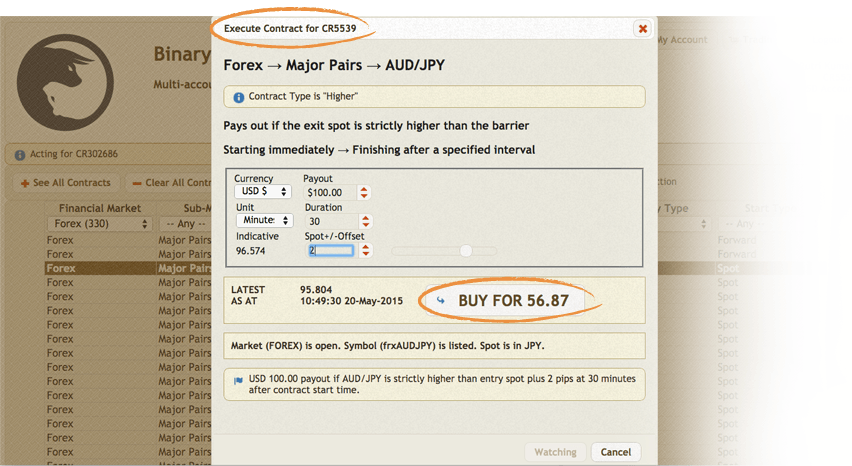 Execute Contract for CR5539
My Account
Binary
Multi-accou
Forex → Major Pairs → AUD/JPY
Contract Type is "Higher"
Pays out if the exit spot is strictly higher than the barrier
Starting immediately → Finishing after a specified interval
Acting for CR302686
See All Contracts
Clear All Contr
ction
Currency Payout
USD $ $100.00
Unit Duration
Minute: 30
Indicative Spot+/-Offset
96.574 2
Financial Market Sub-M
y Type
Forex (330) -- Any --
-- Any
Forex Major Pairs Forward
Forex Major Pairs Forward
Forex Major Pairs Spot
Forex Major Pairs Spot
Forex Major Pairs Spot
Forex Major Pairs Spot
Forex Major Pairs Spot
Forex Major Pairs Spot
Forex Major Pairs Spot
Forex Major Pairs Spot
Forex Major Pairs Spot
Forex Major Pairs Spot
Forex Major Pairs Spot
Forex Major Pairs Spot
Forex Major Pairs Spot
Forex Major Pairs Spot
LATEST 95.804
AS AT 10:49:30 20-May-2015
BUY FOR 56.87
Market (FOREX) is open. Symbol (frxAUDJPY) is listed. Spot is in JPY.
USD 100.00 payout if AUD/JPY is strictly higher than entry spot plus 2 pips at 30 minutes
after contract start time.
Watching Cancel